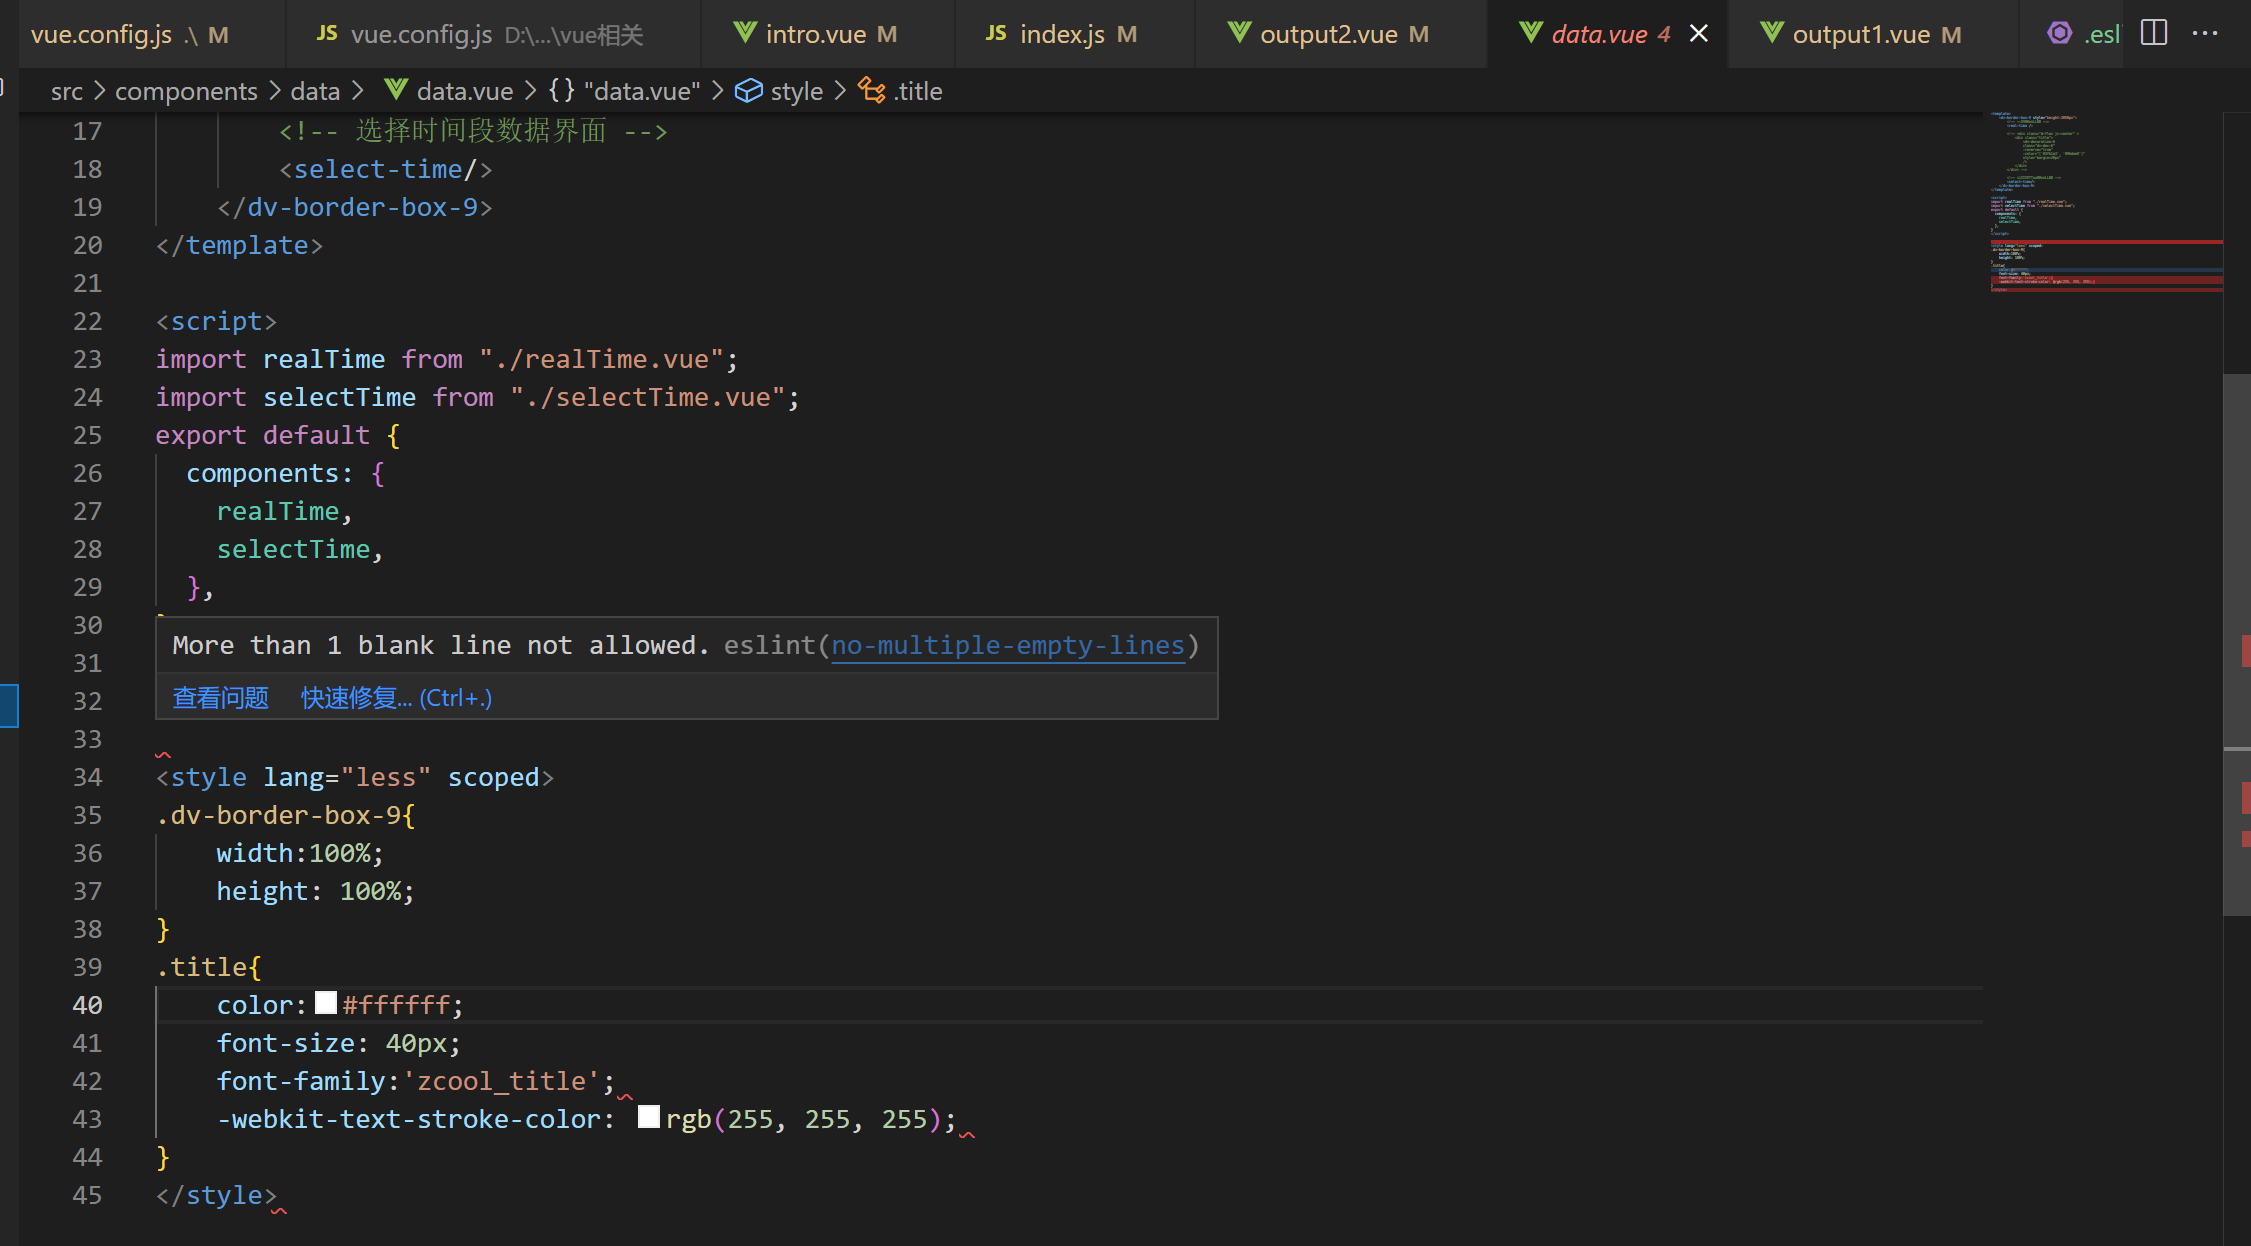 vue.config.js .\ M JS vue.config.js D:\...\vue相关 intro.vue M JS index.js M output2.vue M data.vue 4 output1.vue M .esl
src > components > data > data.vue > {} "data.vue" > style > .title
17 <!-- 选择时间段数据界面 -->
18 <select-time/>
19 </dv-border-box-9>
20 </template>
21
22 <script>
23 import realTime from "./realTime.vue";
24 import selectTime from "./selectTime.vue";
25 export default {
26 components: {
27 realTime,
28 selectTime,
29 },
30
More than 1 blank line not allowed. eslint(no-multiple-empty-lines)
31
32
查看问题 快速修复... (Ctrl+.)
33
34 <style lang="less" scoped>
35 .dv-border-box-9{
36 width:100%;
37 height: 100%;
38 }
39 .title{
40 color:#ffffff;
41 font-size: 40px;
42 font-family:'zcool_title';
43 -webkit-text-stroke-color: rgb(255, 255, 255);
44 }
45 </style>